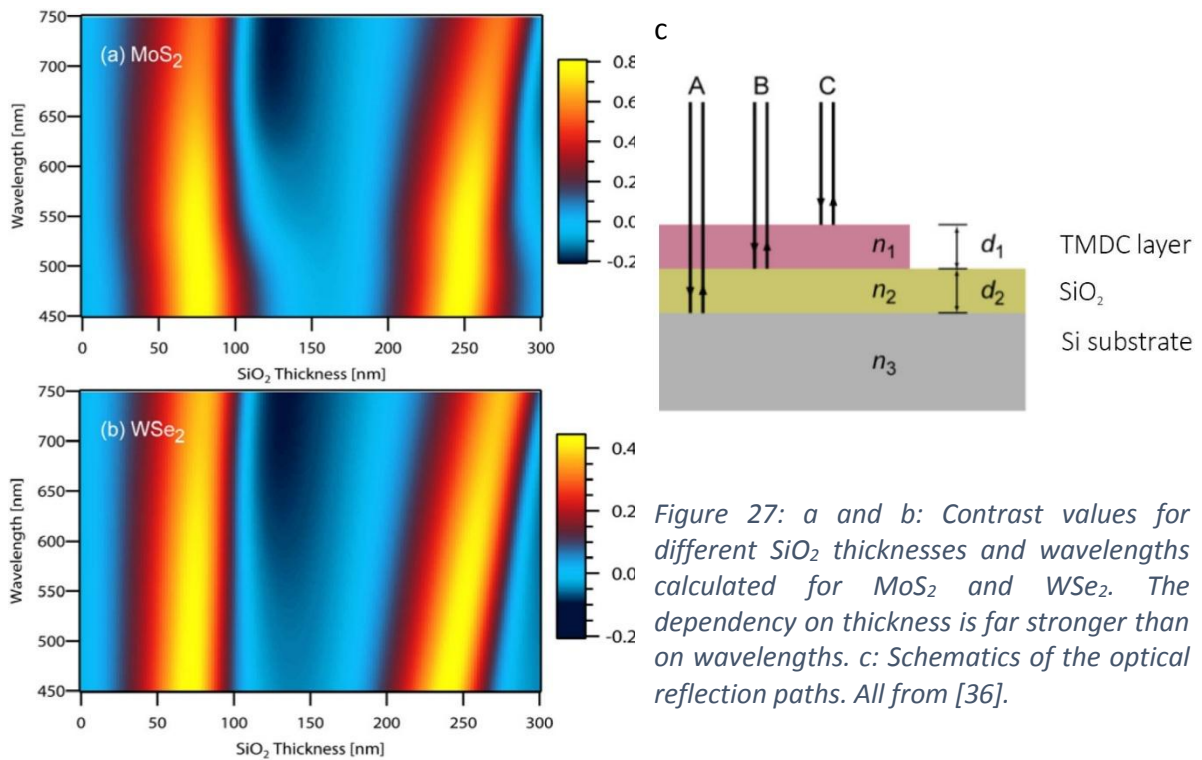 750
700
650
600
550
500
450
Wavelength [nm]
(a) MoS2
0 50 100 150 200 250 300
SiO2 Thickness [nm]
0.8
0.6
0.4
0.2
0.0
-0.2
750
700
650
600
550
500
450
Wavelength [nm]
(b) WSe2
0 50 100 150 200 250 300
SiO2 Thickness [nm]
0.4
0.2
0.0
-0.2
c
A B C
n1 d1 TMDC layer
n2 d2 SiO2
Si substrate
n3
Figure 27: a and b: Contrast values for
different SiO2 thicknesses and wavelengths
calculated for MoS2 and WSe2. The
dependency on thickness is far stronger than
on wavelengths. c: Schematics of the optical
reflection paths. All from [36].